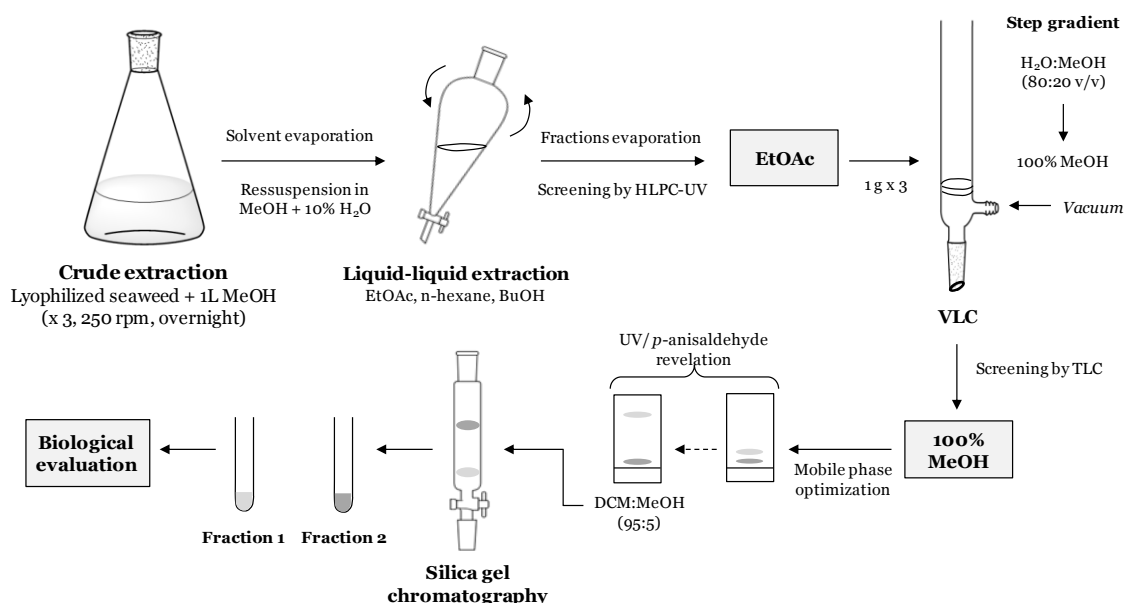 Step gradient
H₂O:MeOH
(80:20 v/v)
100% MeOH
Vacuum
Solvent evaporation
Ressuspension in
MeOH + 10% H₂O
Fractions evaporation
Screening by HLPC-UV
EtOAc
1 g x 3
Crude extraction
Lyophilized seaweed + 1L MeOH
(x 3, 250 rpm, overnight)
Liquid-liquid extraction
EtOAc, n-hexane, BuOH
VLC
Screening by TLC
UV/ p-anisaldehyde
revelation
100%
MeOH
Mobile phase
optimization
DCM:MeOH
(95:5)
Biological
evaluation
Fraction 1
Fraction 2
Silica gel
chromatography